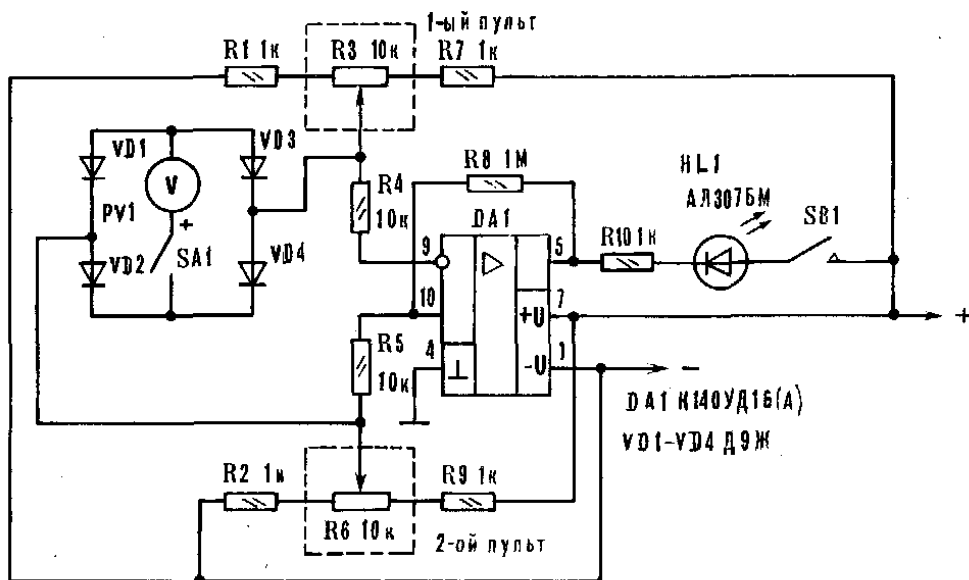 1-ый пульт
R1 1к
R3 10к
R7 1к
VD1
VD3
V
PV1
+
SA1
VD2
VD4
R4
10к
R8 1М
DA1
HL1
АЛ307БМ
SB1
R10 1к
9
5
10
+U
7
+
4
⊥
-U
1
-
R5
10к
DA1 К140УД1Б(А)
VD1-VD4 Д9Ж
R2 1к
R9 1к
R6 10к
2-ой пульт